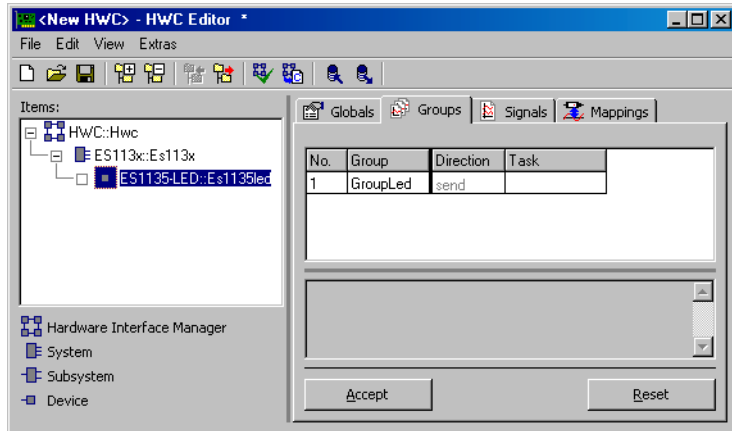 <New HWC> - HWC Editor *
File Edit View Extras
Items:
HWC::Hwc
ES113x::Es113x
ES1135-LED::Es1135led
Hardware Interface Manager
System
Subsystem
Device
Globals Groups Signals Mappings
No. Group Direction Task
1 GroupLed send
Accept Reset